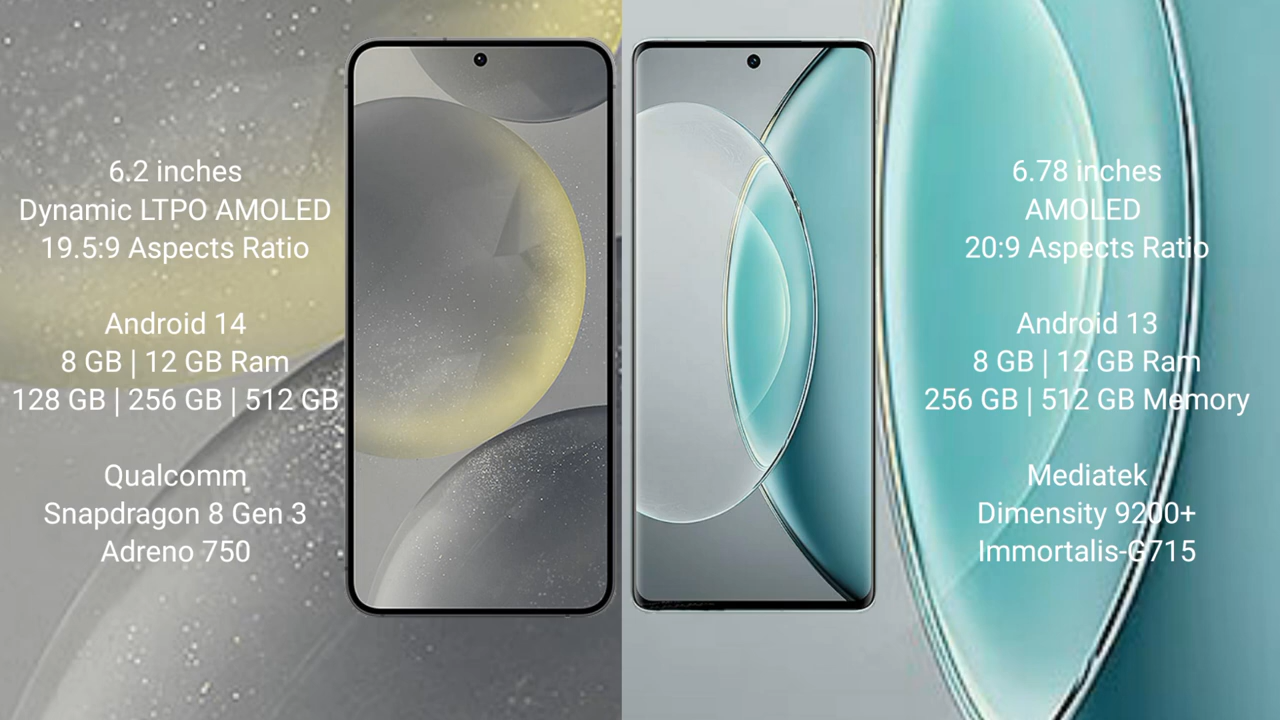 6.2 inches
Dynamic LTPO AMOLED
19.5:9 Aspects Ratio
Android 14
8 GB | 12 GB Ram
128 GB | 256 GB | 512 GB
Qualcomm
Snapdragon 8 Gen 3
Adreno 750
6.78 inches
AMOLED
20:9 Aspects Ratio
Android 13
8 GB | 12 GB Ram
256 GB | 512 GB Memory
Mediatek
Dimensity 9200+
Immortalis-G715